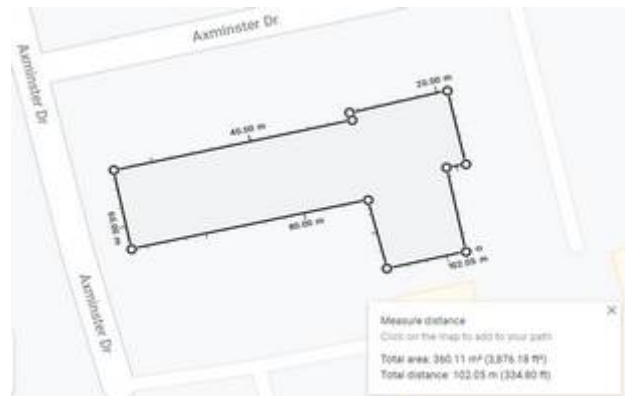 Axminster Dr
Axminster Dr
20.00 m
40.00 m
60.00 m
80.00 m
102.05 m
Axminster Dr
Measure distance
Click on the map to add to your path
Total area: 360.11 m² (3,876.18 ft²)
Total distance: 102.05 m (334.80 ft)